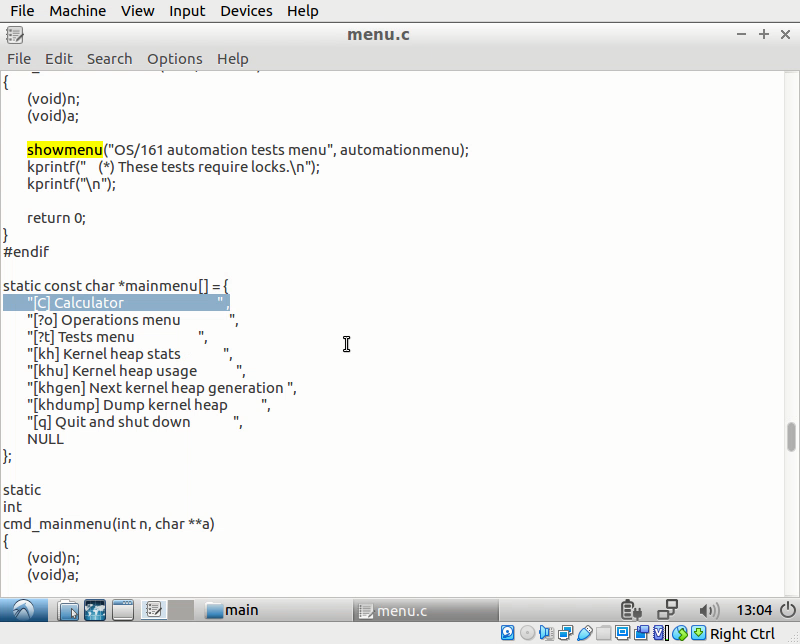 File Machine View Input Devices Help
menu.c
File Edit Search Options Help
{
(void)n;
(void)a;
showmenu("OS/161 automation tests menu", automationmenu);
kprintf("    (*) These tests require locks.\n");
kprintf("\n");
return 0;
}
#endif
static const char *mainmenu[] = {
"[C] Calculator                       " ,
"[?o] Operations menu            ",
"[?t] Tests menu                ",
"[kh] Kernel heap stats          ",
"[khu] Kernel heap usage         ",
"[khgen] Next kernel heap generation ",
"[khdump] Dump kernel heap        ",
"[q] Quit and shut down          ",
NULL
};
static
int
cmd_mainmenu(int n, char **a)
{
(void)n;
(void)a;
main menu.c 13:04
Right Ctrl